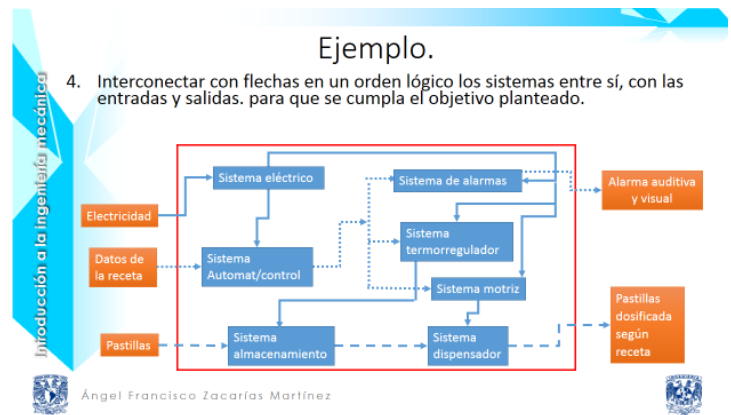 Ejemplo.
4. Interconectar con flechas en un orden lógico los sistemas entre sí, con las
entradas y salidas. para que se cumpla el objetivo planteado.
Introducción a la ingeniería mecánica
Sistema eléctrico
Sistema de alarmas
Alarma auditiva
y visual
Electricidad
Sistema
termorregulador
Datos de
la receta
Sistema
Automat/control
Sistema motriz
Pastillas
dosificada
según
receta
Pastillas
Sistema
almacenamiento
Sistema
dispensador
Ángel Francisco Zacarías Martínez